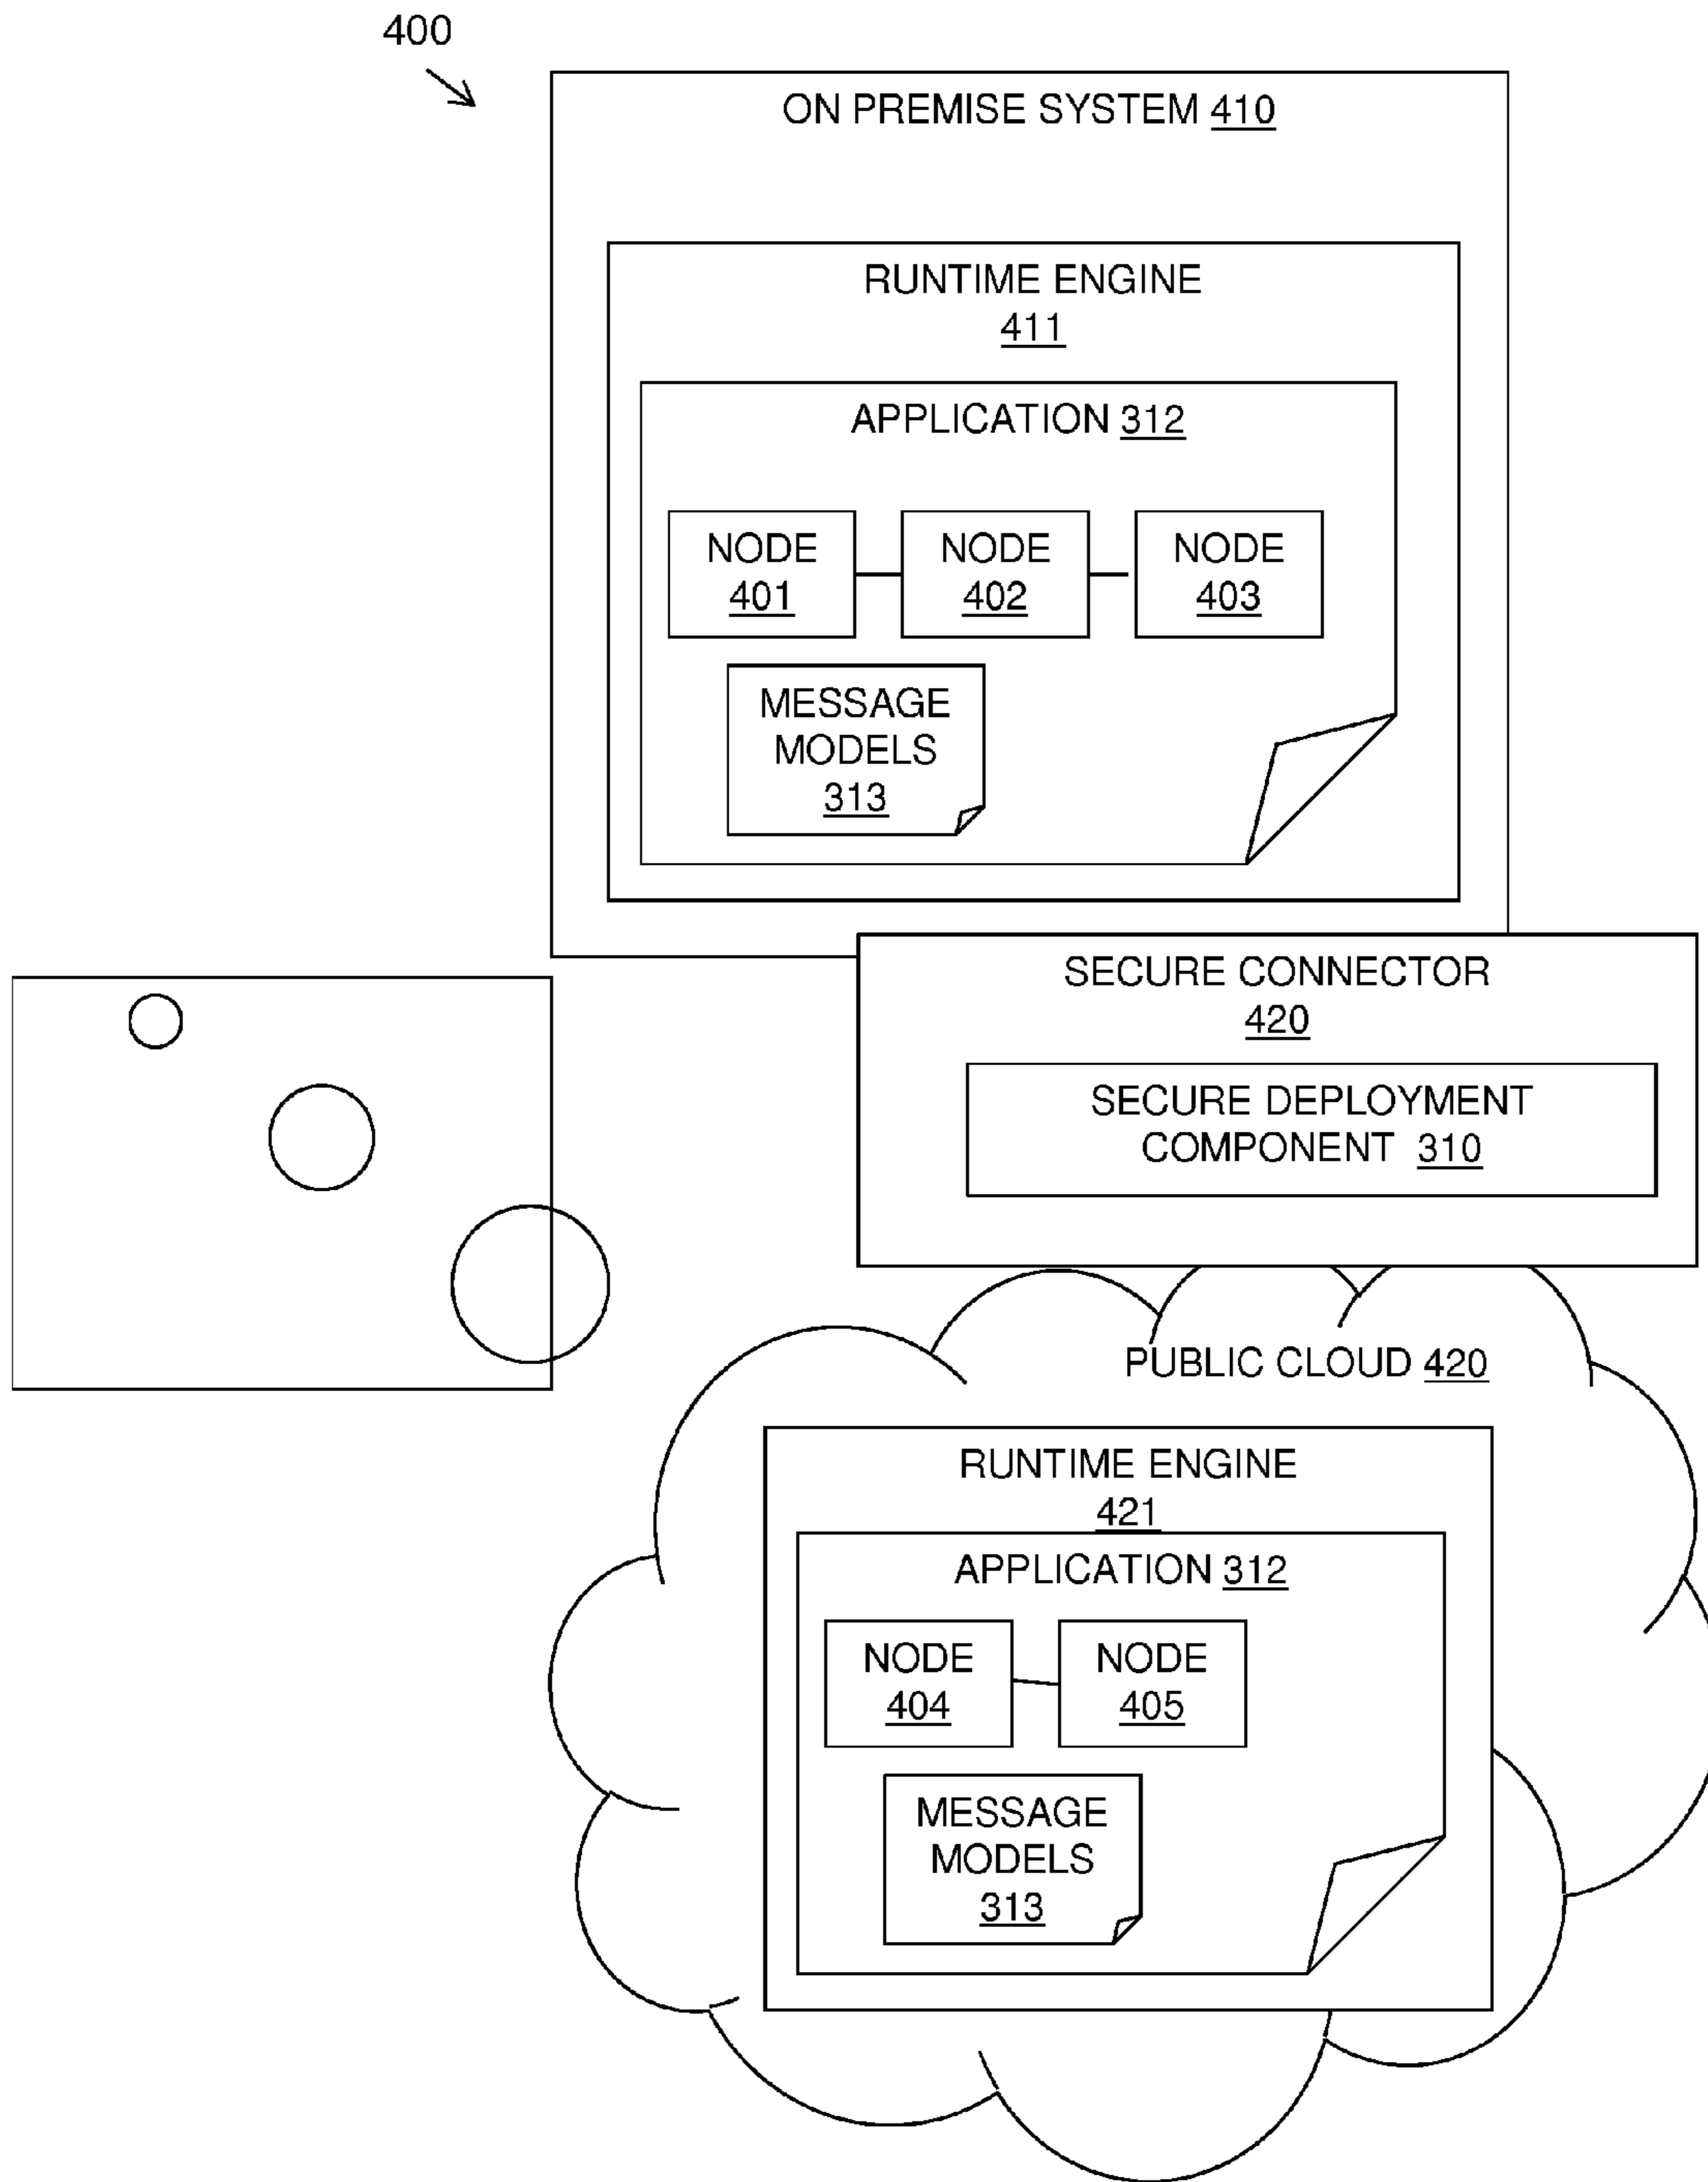 400
ON PREMISE SYSTEM 410
RUNTIME ENGINE
411
APPLICATION 312
NODE
401
NODE
402
NODE
403
MESSAGE
MODELS
313
SECURE CONNECTOR
420
SECURE DEPLOYMENT
COMPONENT 310
PUBLIC CLOUD 420
RUNTIME ENGINE
421
APPLICATION 312
NODE
404
NODE
405
MESSAGE
MODELS
313